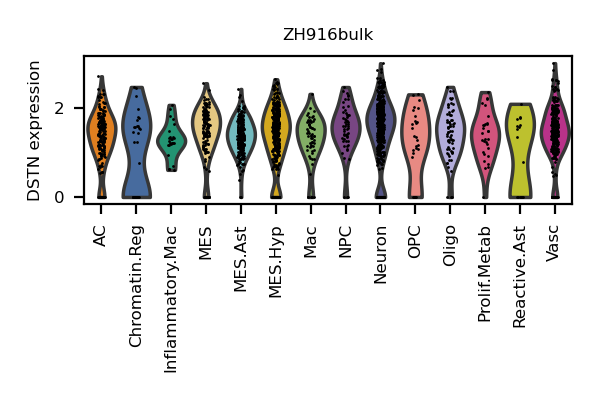 ZH916bulk
DSTN expression
2
0
AC
Chromatin.Reg
Inflammatory.Mac
MES
MES.Ast
MES.Hyp
Mac
NPC
Neuron
OPC
Oligo
Prolif.Metab
Reactive.Ast
Vasc